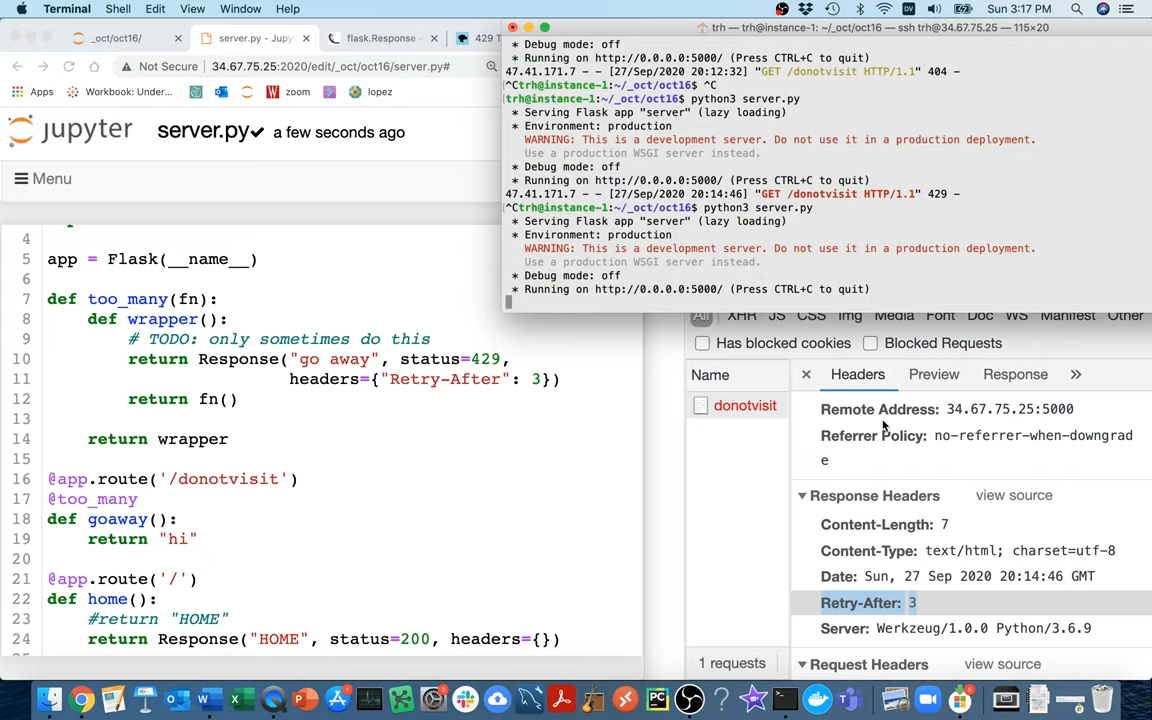 Terminal Shell Edit View Window Help
Sun 3:17 PM
_oct/oct16/
server.py - Jupyt
flask.Response -
429 T
trh — trh@instance-1: ~/_oct/oct16 — ssh trh@34.67.75.25 — 115×20
Not Secure | 34.67.75.25:2020/edit/_oct/oct16/server.py#
Apps Workbook: Under... zoom lopez
* Debug mode: off
* Running on http://0.0.0.0:5000/ (Press CTRL+C to quit)
47.41.171.7 - - [27/Sep/2020 20:12:32] "GET /donotvisit HTTP/1.1" 404 -
^Ctrh@instance-1:~/_oct/oct16$ ^C
trh@instance-1:~/_oct/oct16$ python3 server.py
* Serving Flask app "server" (lazy loading)
* Environment: production
WARNING: This is a development server. Do not use it in a production deployment.
Use a production WSGI server instead.
* Debug mode: off
* Running on http://0.0.0.0:5000/ (Press CTRL+C to quit)
47.41.171.7 - - [27/Sep/2020 20:14:46] "GET /donotvisit HTTP/1.1" 429 -
^Ctrh@instance-1:~/_oct/oct16$ python3 server.py
* Serving Flask app "server" (lazy loading)
* Environment: production
WARNING: This is a development server. Do not use it in a production deployment.
Use a production WSGI server instead.
* Debug mode: off
* Running on http://0.0.0.0:5000/ (Press CTRL+C to quit)
jupyter server.py✔ a few seconds ago
Menu
4
5 app = Flask(__name__)
6
7 def too_many(fn):
8 def wrapper():
9 # TODO: only sometimes do this
10 return Response("go away", status=429,
11 headers={"Retry-After": 3})
12 return fn()
13
14 return wrapper
15
16 @app.route('/donotvisit')
17 @too_many
18 def goaway():
19 return "hi"
20
21 @app.route('/')
22 def home():
23 #return "HOME"
24 return Response("HOME", status=200, headers={})
All XHR JS CSS Img Media Font Doc WS Manifest Other
Has blocked cookies Blocked Requests
Name
× Headers Preview Response »
donotvisit
Remote Address: 34.67.75.25:5000
Referrer Policy: no-referrer-when-downgrad
e
Response Headers view source
Content-Length: 7
Content-Type: text/html; charset=utf-8
Date: Sun, 27 Sep 2020 20:14:46 GMT
Retry-After: 3
Server: Werkzeug/1.0.0 Python/3.6.9
1 requests
Request Headers view source